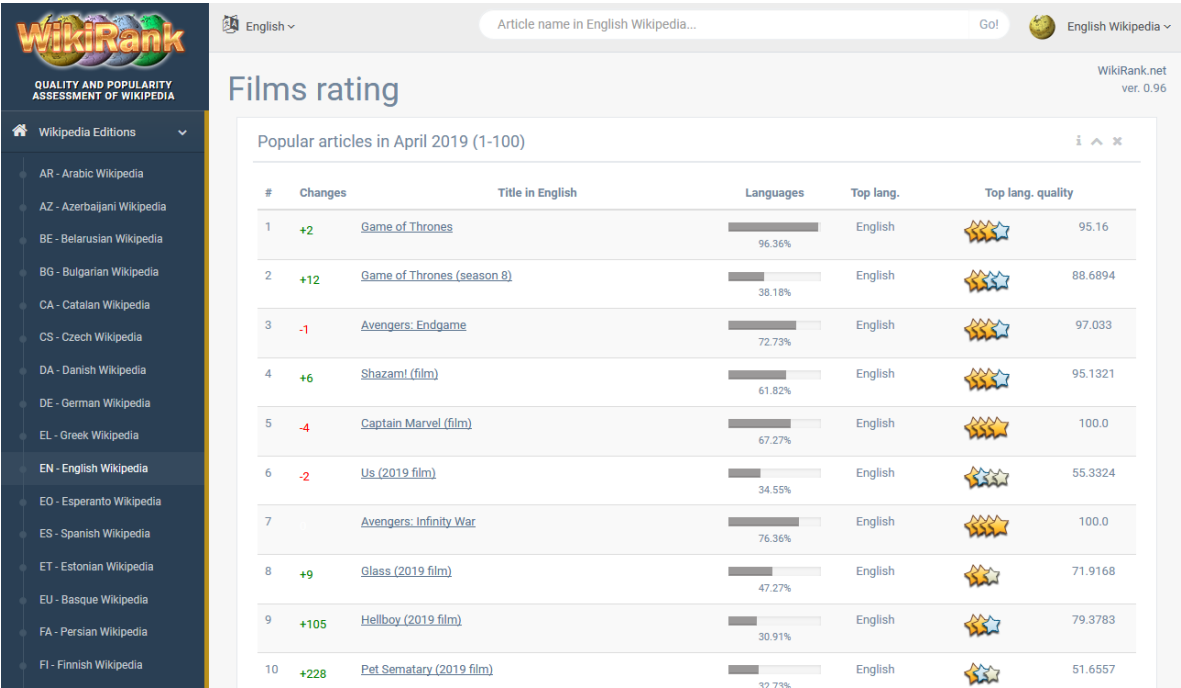 WikiRank
QUALITY AND POPULARITY
ASSESSMENT OF WIKIPEDIA
Wikipedia Editions
AR - Arabic Wikipedia
AZ - Azerbaijani Wikipedia
BE - Belarusian Wikipedia
BG - Bulgarian Wikipedia
CA - Catalan Wikipedia
CS - Czech Wikipedia
DA - Danish Wikipedia
DE - German Wikipedia
EL - Greek Wikipedia
EN - English Wikipedia
EO - Esperanto Wikipedia
ES - Spanish Wikipedia
ET - Estonian Wikipedia
EU - Basque Wikipedia
FA - Persian Wikipedia
FI - Finnish Wikipedia
English
Article name in English Wikipedia...
Go!
English Wikipedia
WikiRank.net
ver. 0.96
Films rating
Popular articles in April 2019 (1-100)
# Changes Title in English Languages Top lang. Top lang. quality
1 +2 Game of Thrones 96.36% English 95.16
2 +12 Game of Thrones (season 8) 38.18% English 88.6894
3 -1 Avengers: Endgame 72.73% English 97.033
4 +6 Shazam! (film) 61.82% English 95.1321
5 -4 Captain Marvel (film) 67.27% English 100.0
6 -2 Us (2019 film) 34.55% English 55.3324
7 Avengers: Infinity War 76.36% English 100.0
8 +9 Glass (2019 film) 47.27% English 71.9168
9 +105 Hellboy (2019 film) 30.91% English 79.3783
10 +228 Pet Sematary (2019 film) 32.73% English 51.6557